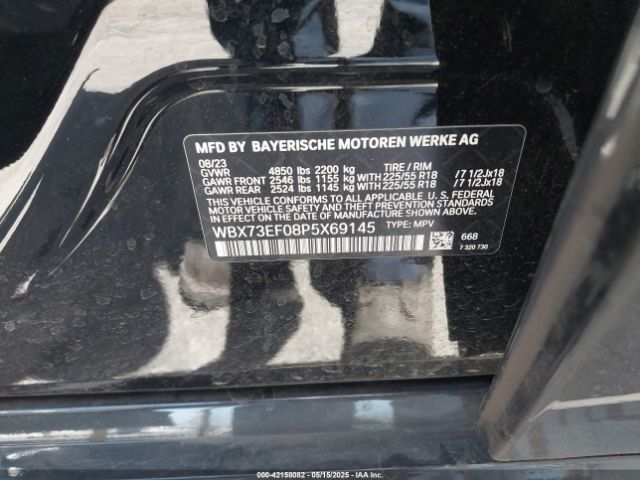 MFD BY BAYERISCHE MOTOREN WERKE AG
08/23
GVWR 4850 lbs 2200 kg TIRE / RIM
GAWR FRONT 2546 lbs 1155 kg WITH 225/55 R18 /7 1/2Jx18
GAWR REAR 2524 lbs 1145 kg WITH 225/55 R18 /7 1/2Jx18
THIS VEHICLE CONFORMS TO ALL APPLICABLE U. S. FEDERAL
MOTOR VEHICLE SAFETY, BUMPER, AND THEFT PREVENTION
STANDARDS IN EFFECT ON THE DATE OF MANUFACTURE SHOWN ABOVE.
WBX73EF08P5X69145 TYPE: MPV
668
7 320 730
000-42158082 - 05/15/2025 - IAAI.COM